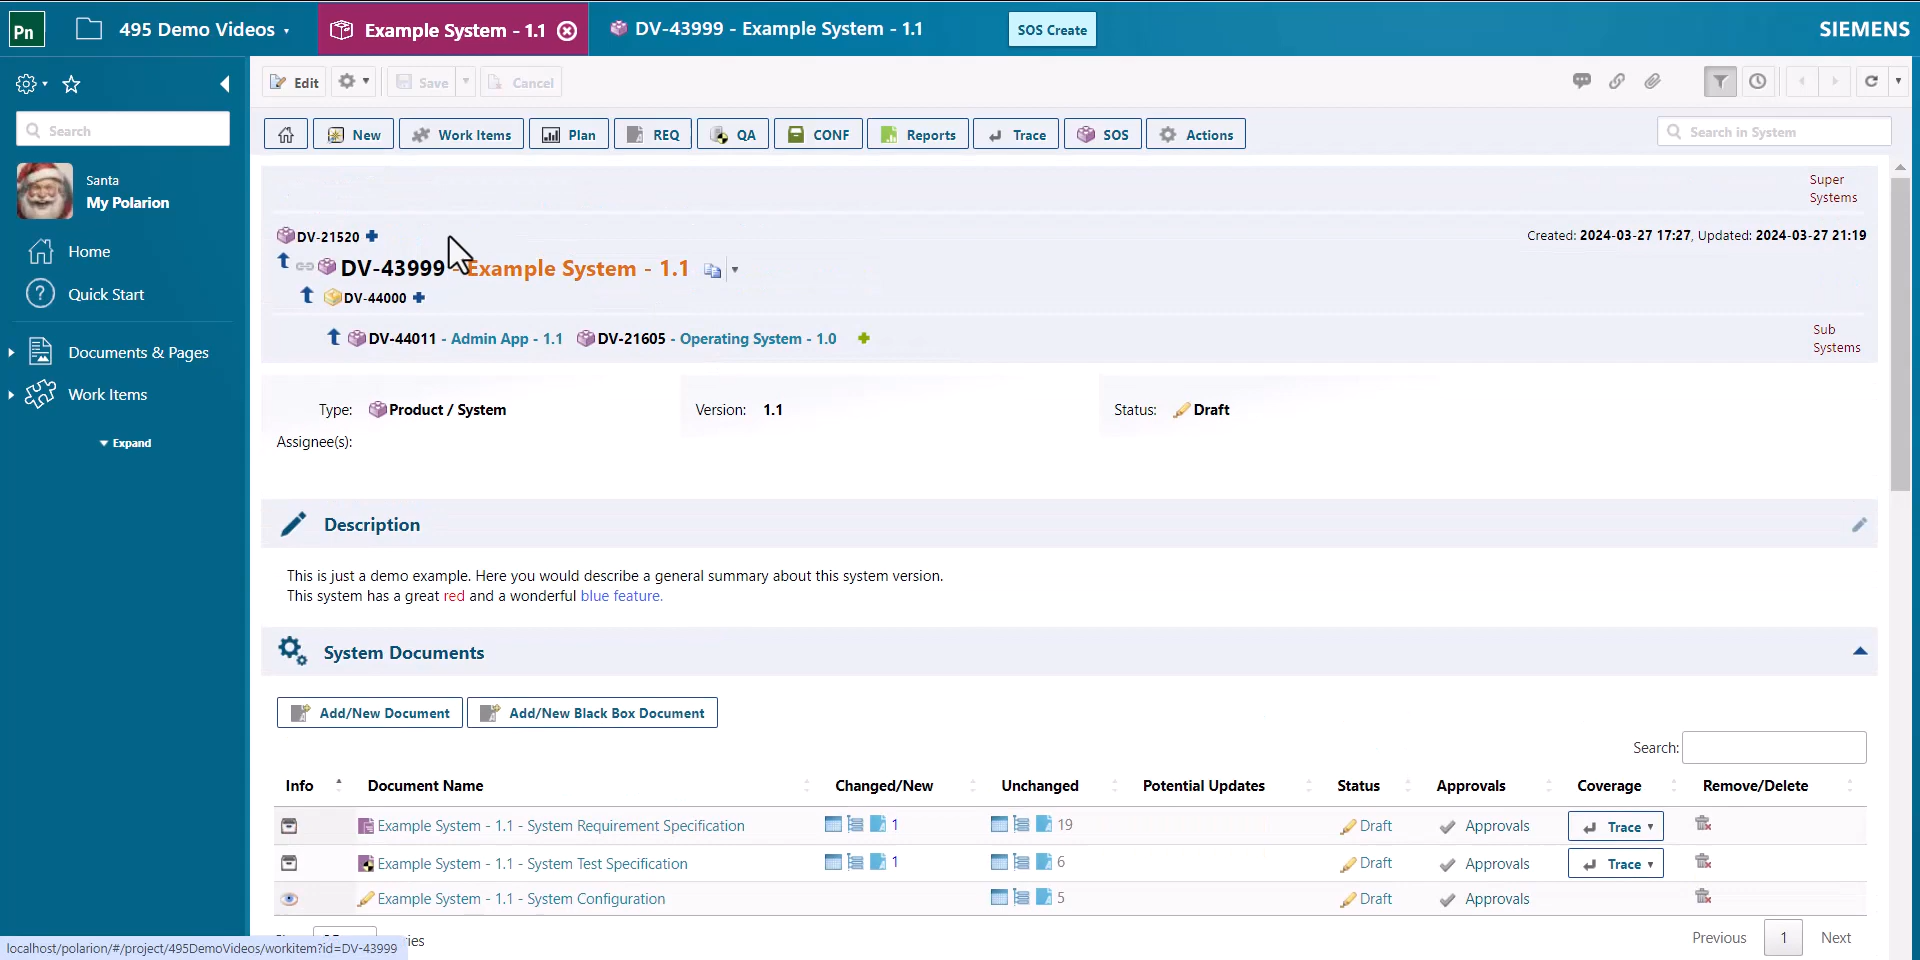 Pn 495 Demo Videos Example System - 1.1 DV-43999 - Example System - 1.1 SOS Create SIEMENS
Edit Save Cancel
Search
New Work Items Plan REQ QA CONF Reports Trace SOS Actions Search in System
Santa
My Polarion
Home
Quick Start
Documents & Pages
Work Items
Expand
Super
Systems
DV-21520 Created: 2024-03-27 17:27, Updated: 2024-03-27 21:19
DV-43999 - Example System - 1.1
DV-44000
DV-44011 - Admin App - 1.1 DV-21605 - Operating System - 1.0
Sub
Systems
Type: Product / System Version: 1.1 Status: Draft
Assignee(s):
Description
This is just a demo example. Here you would describe a general summary about this system version.
This system has a great red and a wonderful blue feature.
System Documents
Add/New Document Add/New Black Box Document
Search:
Info Document Name Changed/New Unchanged Potential Updates Status Approvals Coverage Remove/Delete
Example System - 1.1 - System Requirement Specification 1 19 Draft Approvals Trace
Example System - 1.1 - System Test Specification 1 6 Draft Approvals Trace
Example System - 1.1 - System Configuration 5 Draft Approvals
Previous 1 Next
localhost/polarion/#/project/495DemoVideos/workitem?id=DV-43999